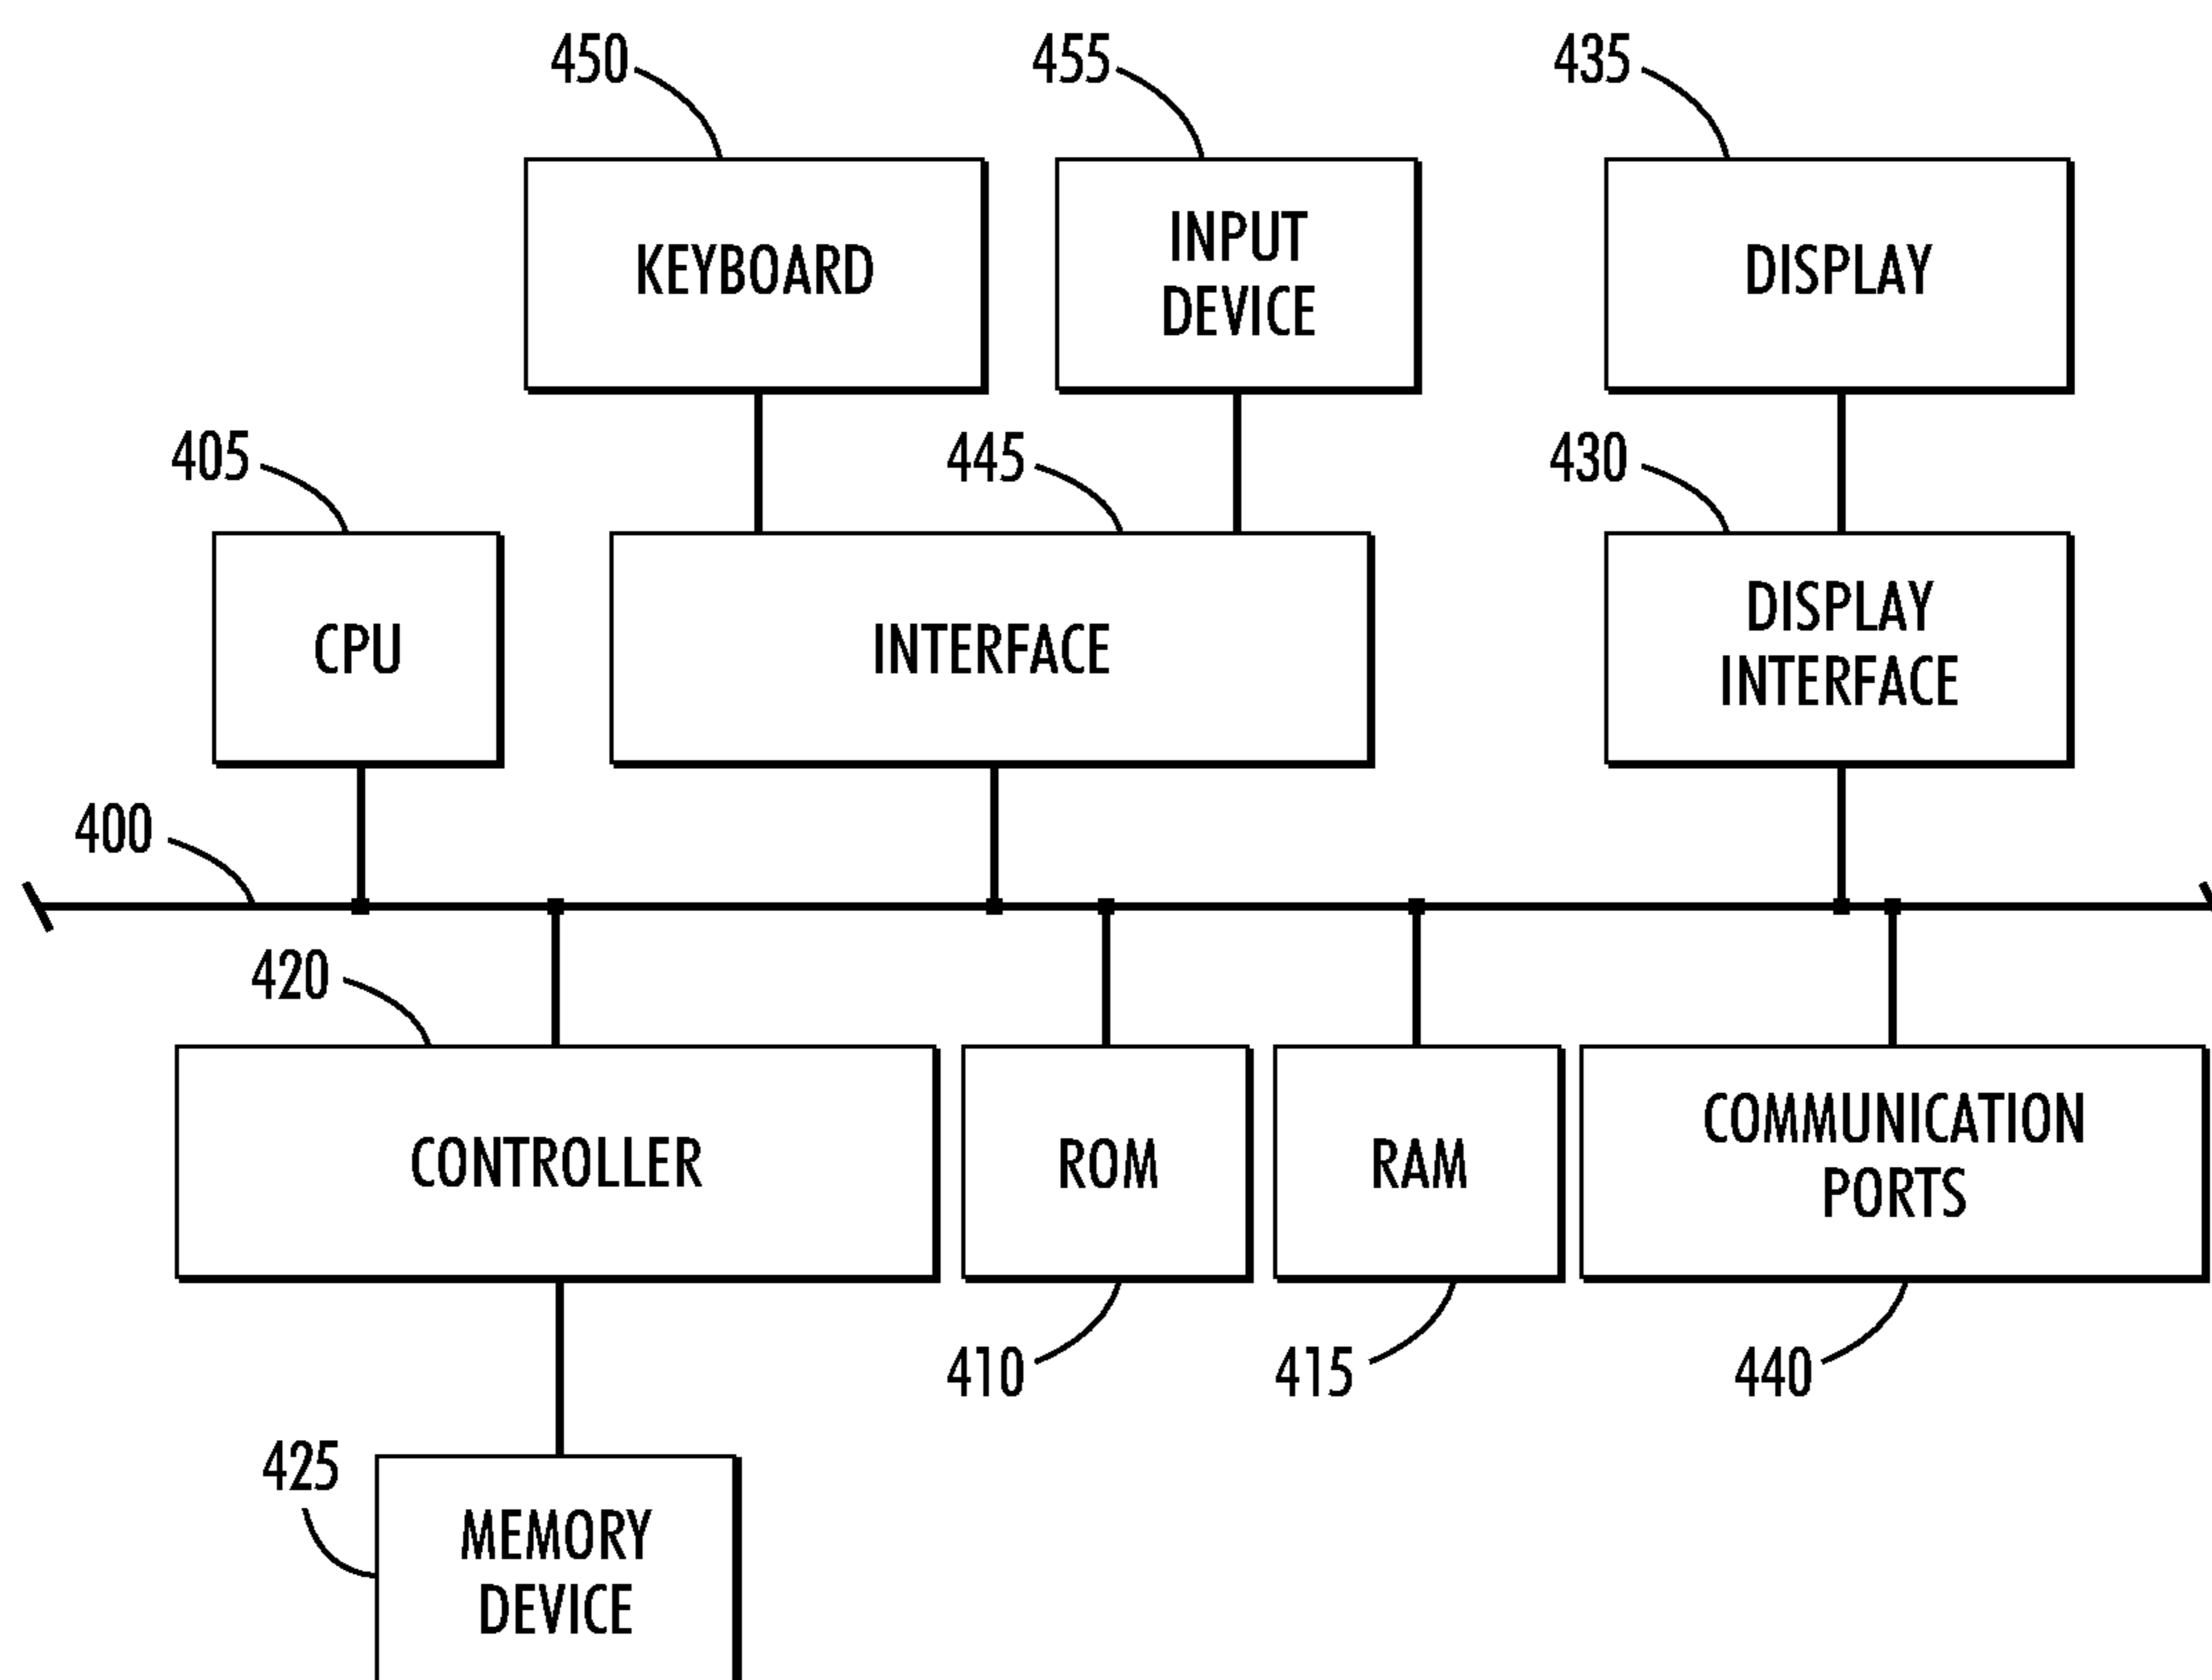 450
455
435
KEYBOARD
INPUT
DEVICE
DISPLAY
405
445
430
CPU
INTERFACE
DISPLAY
INTERFACE
400
420
CONTROLLER
ROM
RAM
COMMUNICATION
PORTS
410
415
440
425
MEMORY
DEVICE